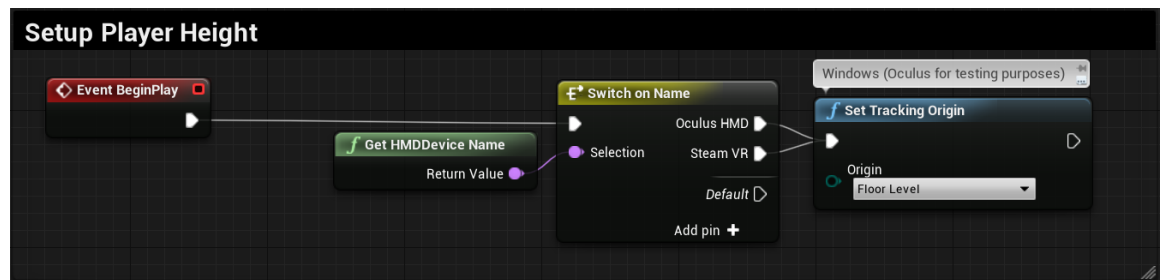 Setup Player Height
Windows (Oculus for testing purposes)
Event BeginPlay
Switch on Name
Set Tracking Origin
Oculus HMD
Get HMDDevice Name
Selection
Steam VR
Return Value
Origin
Floor Level
Default
Add pin